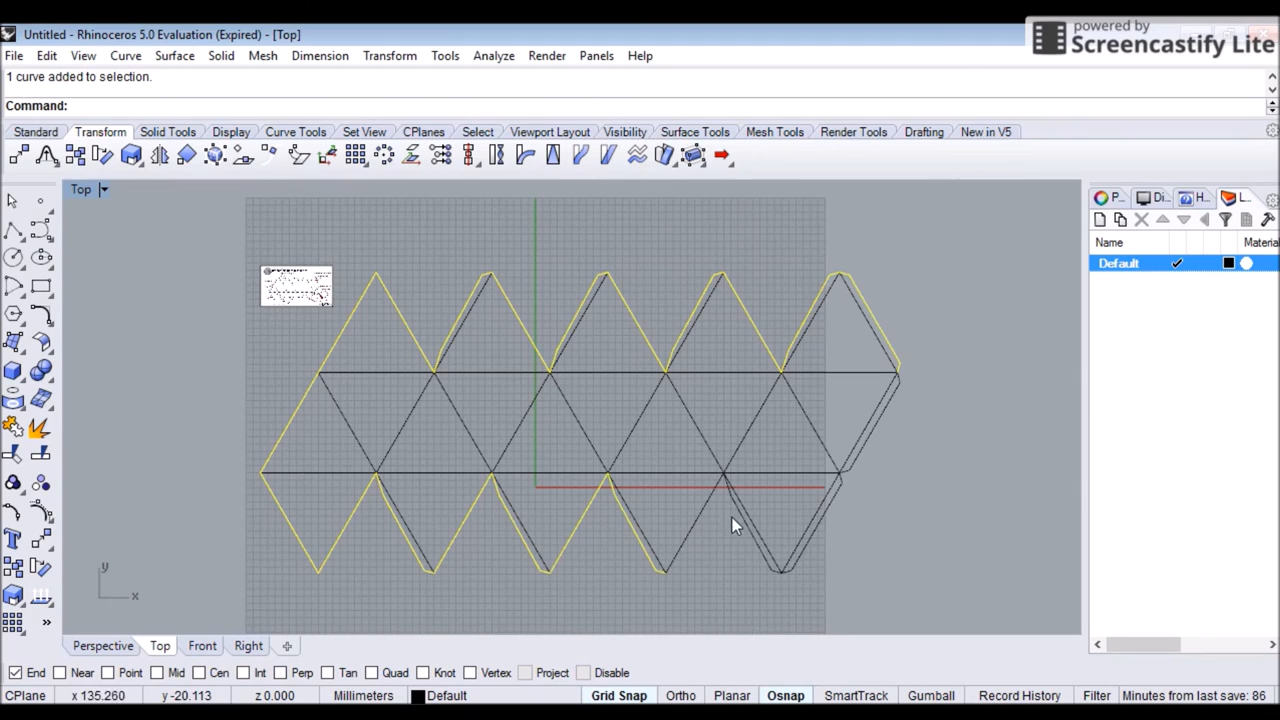 Untitled - Rhinoceros 5.0 Evaluation (Expired) - [Top]
powered by
Screencastify Lite
File Edit View Curve Surface Solid Mesh Dimension Transform Tools Analyze Render Panels Help
1 curve added to selection.
Command:
Standard Transform Solid Tools Display Curve Tools Set View CPlanes Select Viewport Layout Visibility Surface Tools Mesh Tools Render Tools Drafting New in V5
Top
P... Di... H... L...
Name Materia
Default
y
x
Perspective Top Front Right
End Near Point Mid Cen Int Perp Tan Quad Knot Vertex Project Disable
CPlane x 135.260 y -20.113 z 0.000 Millimeters Default Grid Snap Ortho Planar Osnap SmartTrack Gumball Record History Filter Minutes from last save: 86